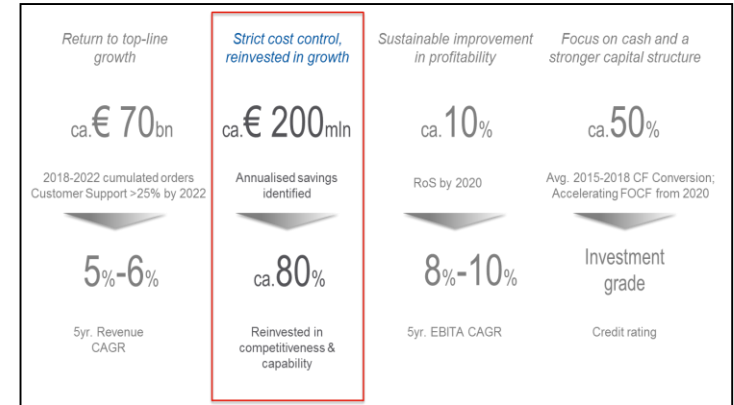 Return to top-line
growth
ca.€ 70bn
2018-2022 cumulated orders
Customer Support >25% by 2022
5%-6%
5yr. Revenue
CAGR
Strict cost control,
reinvested in growth
ca.€ 200mln
Annualised savings
identified
ca.80%
Reinvested in
competitiveness &
capability
Sustainable improvement
in profitability
ca.10%
RoS by 2020
8%-10%
5yr. EBITA CAGR
Focus on cash and a
stronger capital structure
ca.50%
Avg. 2015-2018 CF Conversion;
Accelerating FOCF from 2020
Investment
grade
Credit rating